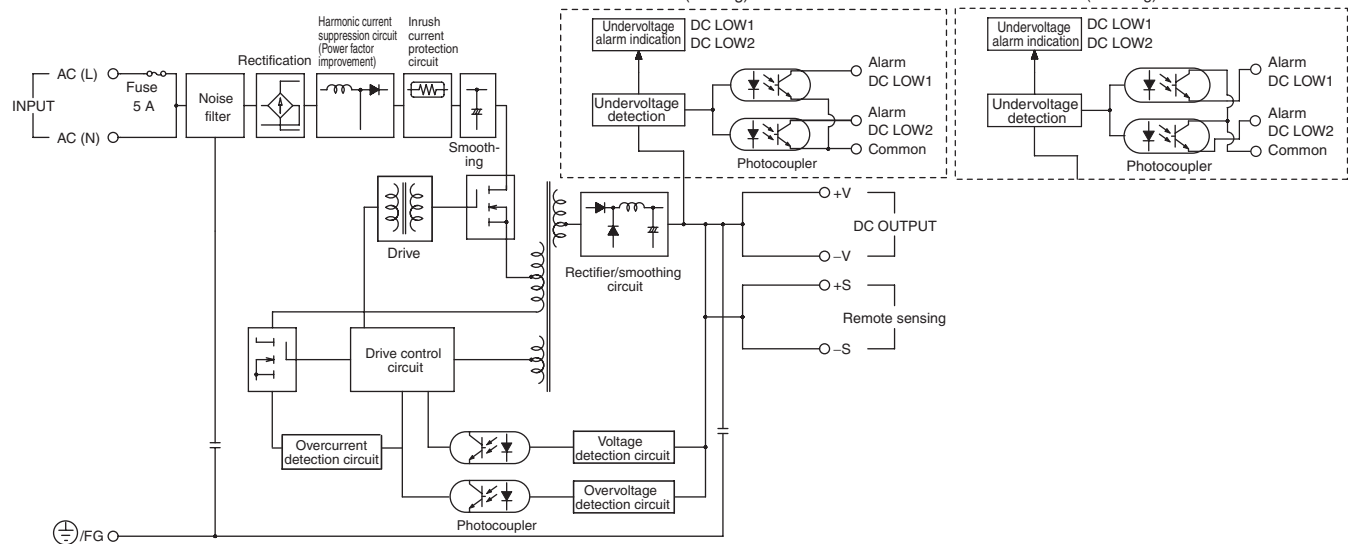 Undervoltage
alarm indication
DC LOW1
DC LOW2
Undervoltage
alarm indication
DC LOW1
DC LOW2
Harmonic current
suppression circuit
(Power factor
improvement)
Inrush
current
protection
circuit
Rectification
INPUT
AC (L)
AC (N)
Fuse
5 A
Noise
filter
Smooth-
ing
Undervoltage
detection
Alarm
DC LOW1
Alarm
DC LOW2
Common
Photocoupler
Undervoltage
detection
Alarm
DC LOW1
Alarm
DC LOW2
Common
Photocoupler
Drive
Rectifier/smoothing
circuit
+V
DC OUTPUT
–V
+S
Remote sensing
–S
Drive control
circuit
Overcurrent
detection circuit
Voltage
detection circuit
Overvoltage
detection circuit
Photocoupler
/FG